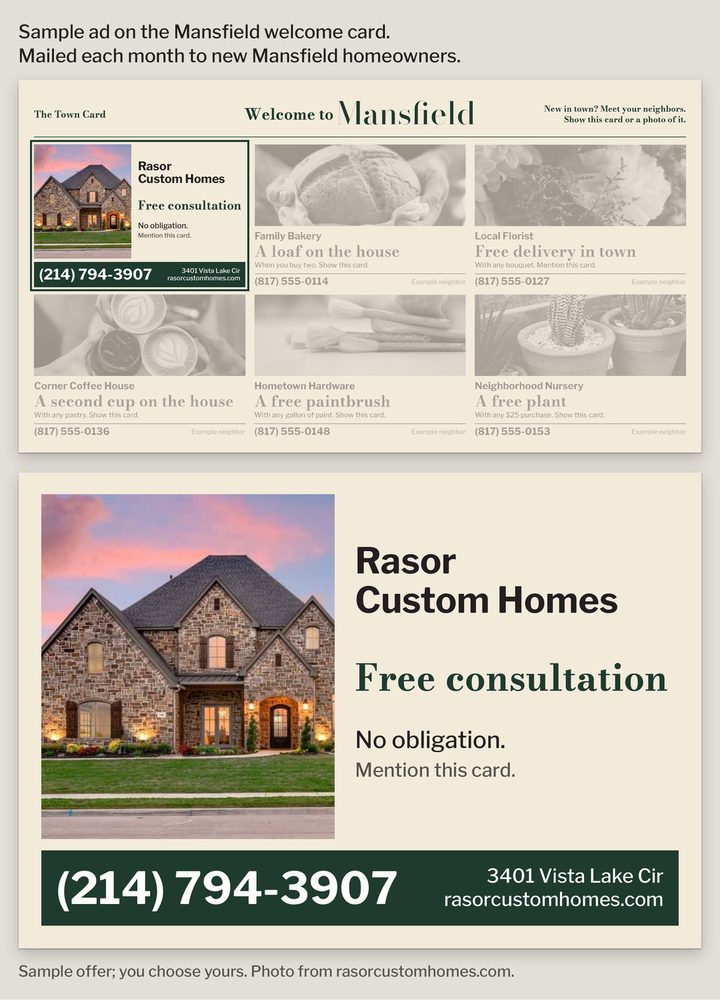 Sample ad on the Mansfield welcome card.
Mailed each month to new Mansfield homeowners.
The Town Card
Welcome to Mansfield
New in town? Meet your neighbors.
Show this card or a photo of it.
Rasor
Custom Homes
Free consultation
No obligation.
Mention this card.
(214) 794-3907
3401 Vista Lake Cir
rasorcustomhomes.com
Family Bakery
A loaf on the house
When you buy two. Show this card.
(817) 555-0114
Example neighbor
Local Florist
Free delivery in town
With any bouquet. Mention this card.
(817) 555-0127
Example neighbor
Corner Coffee House
A second cup on the house
With any pastry. Show this card.
(817) 555-0136
Example neighbor
Hometown Hardware
A free paintbrush
With any gallon of paint. Show this card.
(817) 555-0148
Example neighbor
Neighborhood Nursery
A free plant
With any $25 purchase. Show this card.
(817) 555-0153
Example neighbor
Rasor
Custom Homes
Free consultation
No obligation.
Mention this card.
(214) 794-3907
3401 Vista Lake Cir
rasorcustomhomes.com
Sample offer; you choose yours. Photo from rasorcustomhomes.com.